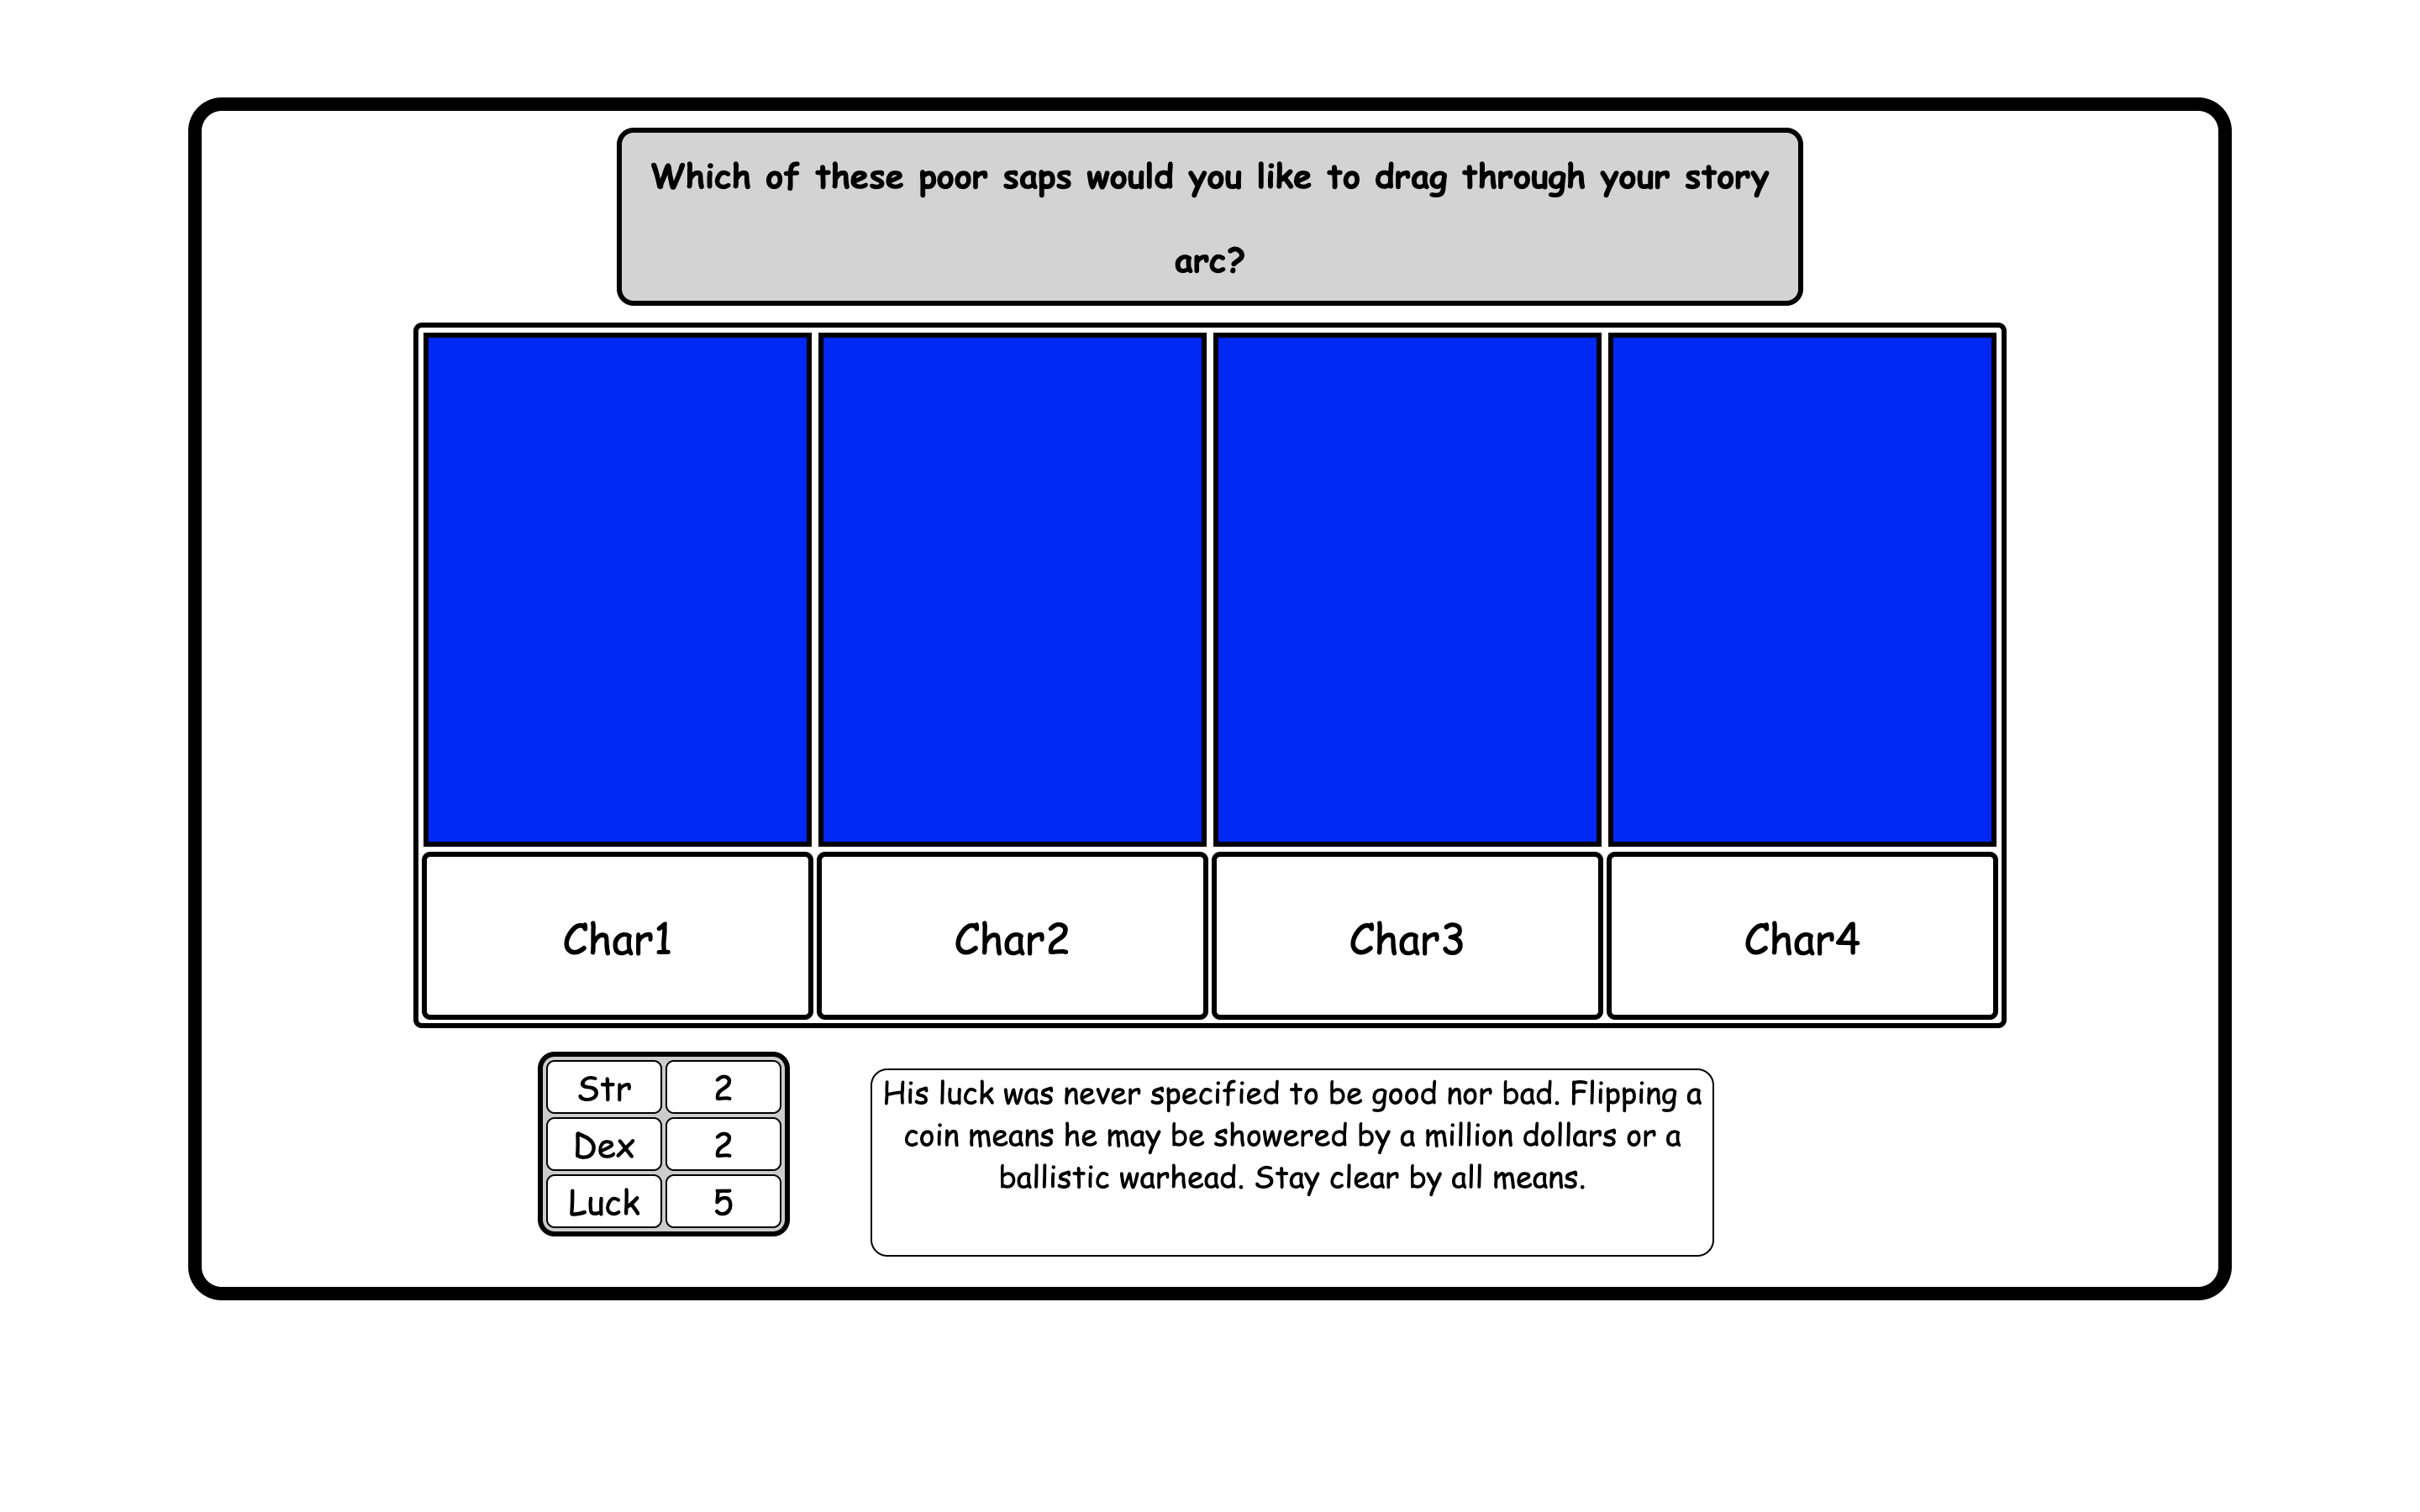 Which of these poor saps would you like to drag through your story
arc?
Char1
Char2
Char3
Char4
Str 2
Dex 2
Luck 5
His luck was never specified to be good nor bad. Flipping a
coin means he may be showered by a million dollars or a
ballistic warhead. Stay clear by all means.